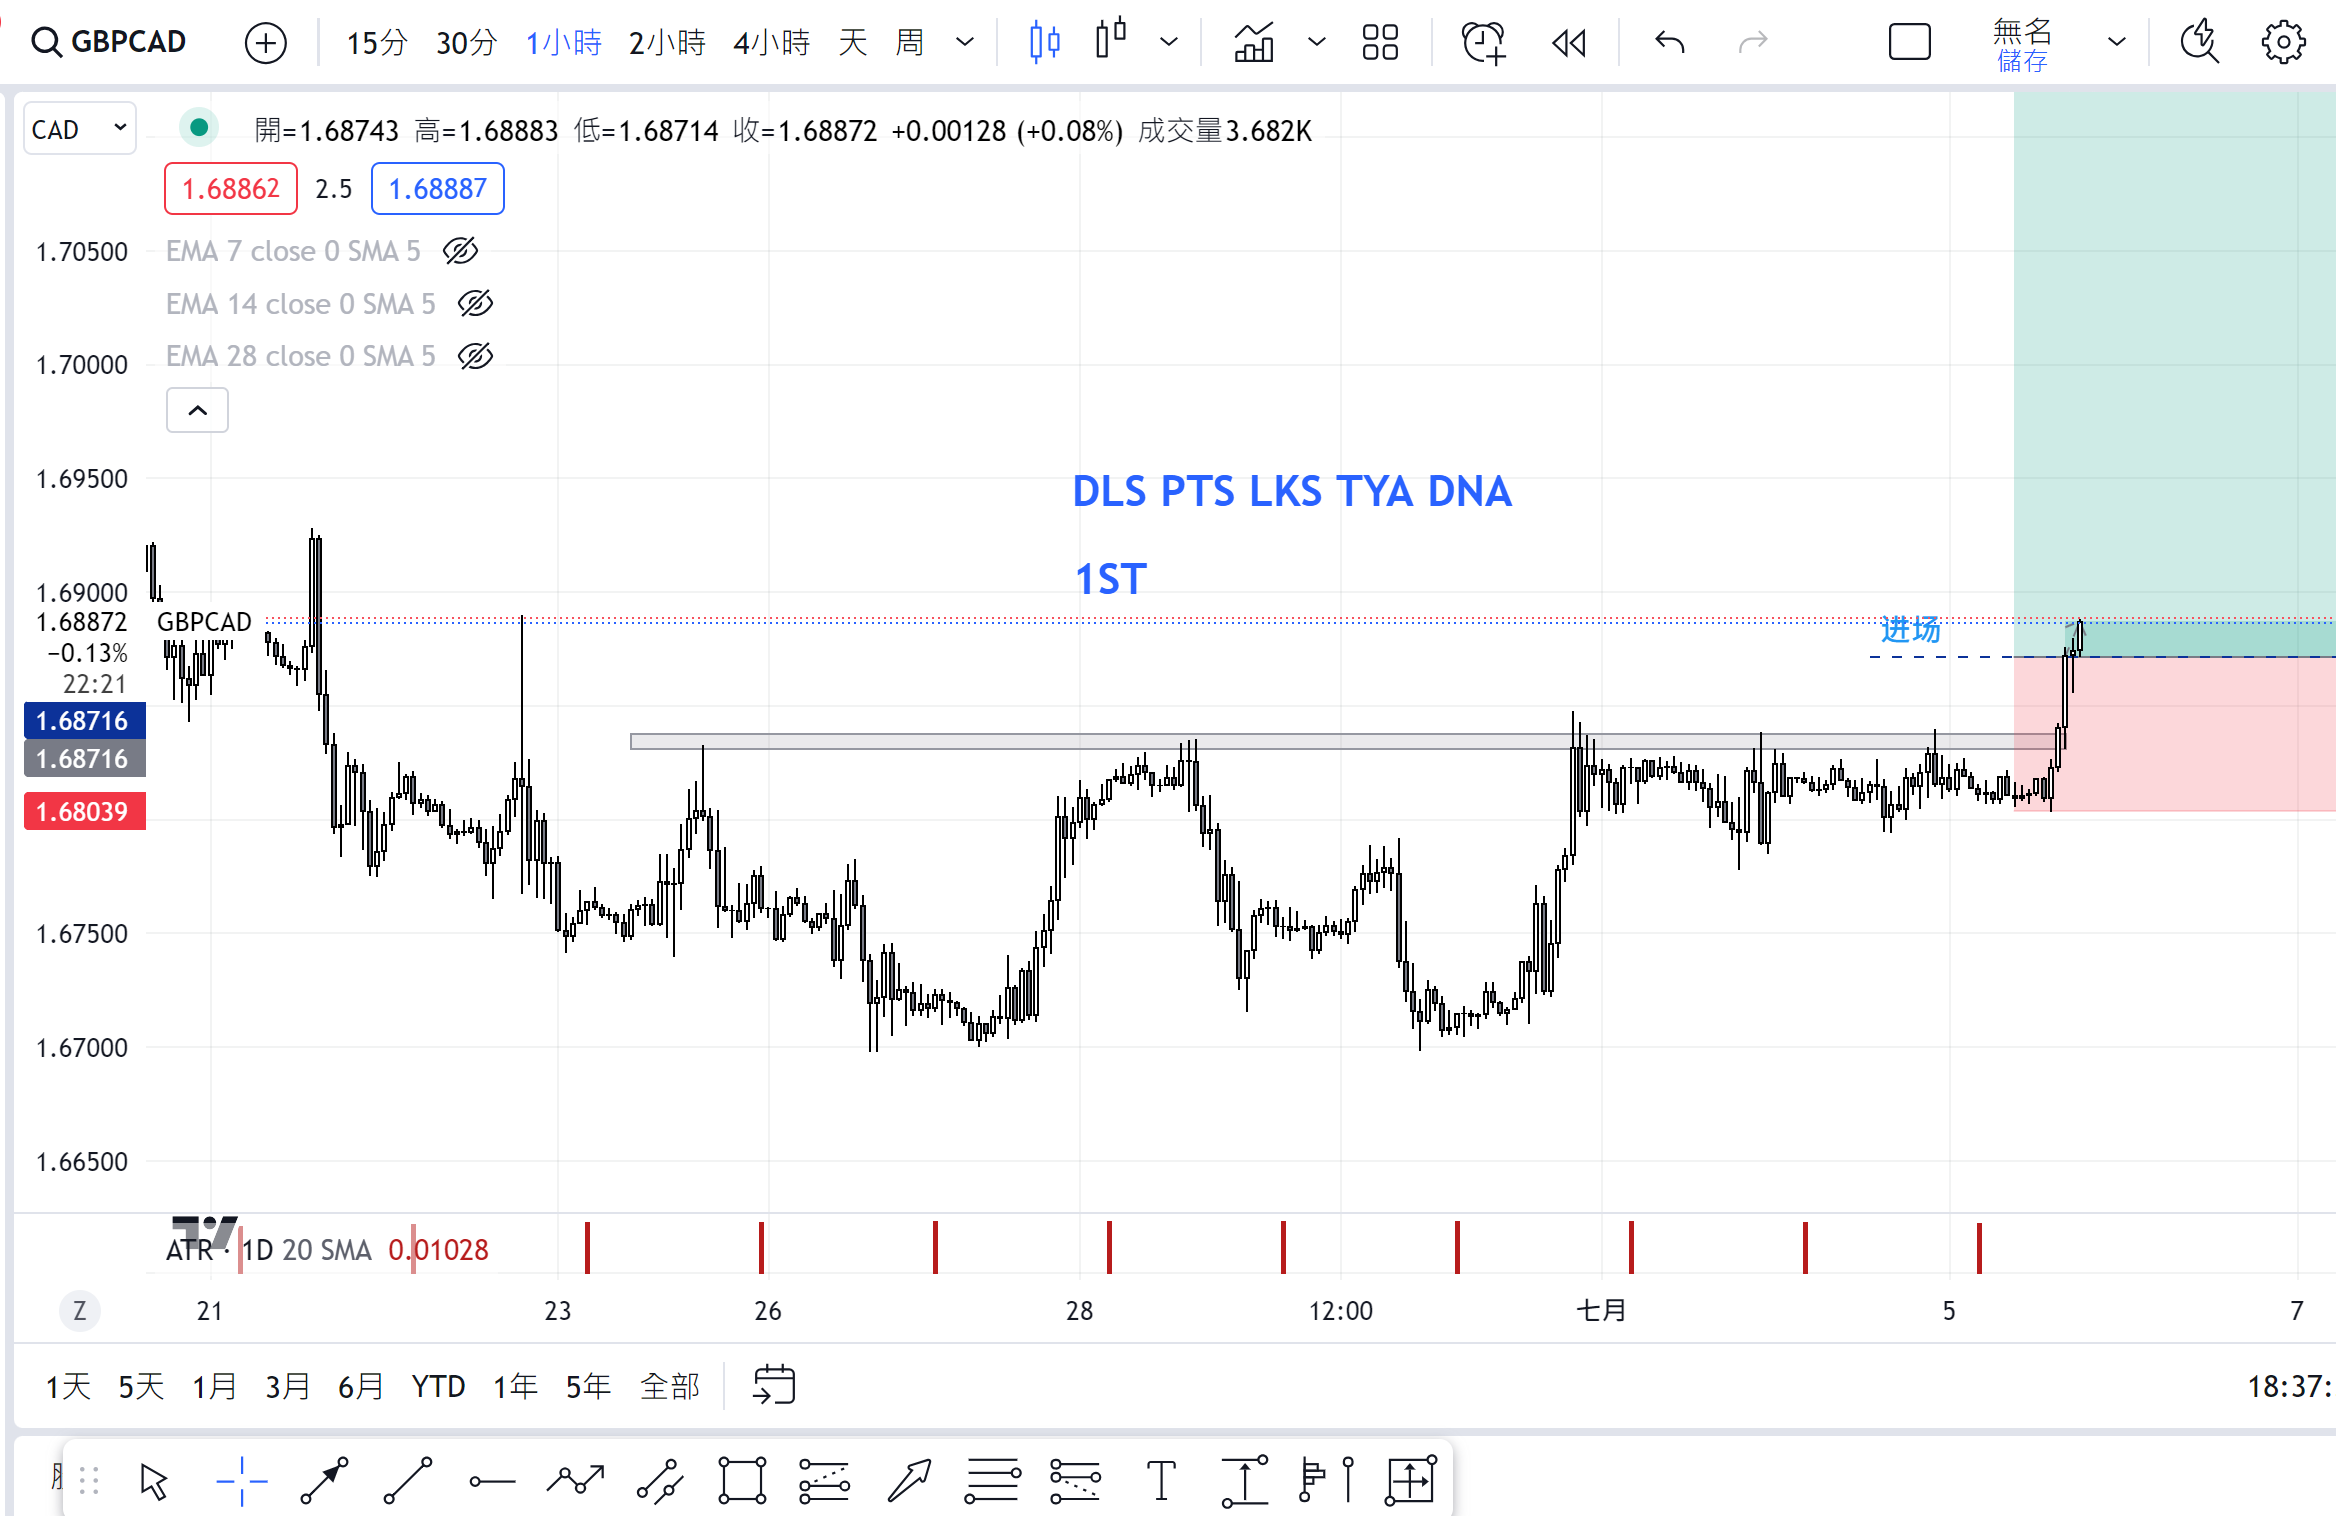 GBPCAD 15分 30分 1小時 2小時 4小時 天 周 無名
儲存
CAD 開=1.68743 高=1.68883 低=1.68714 收=1.68872 +0.00128 (+0.08%) 成交量3.682K
1.68862 2.5 1.68887
1.70500 EMA 7 close 0 SMA 5
EMA 14 close 0 SMA 5
1.70000 EMA 28 close 0 SMA 5
1.69500 DLS PTS LKS TYA DNA
1.69000 1ST
1.68872 GBPCAD 进场
−0.13%
22:21
1.68716
1.68716
1.68039
1.67500
1.67000
1.66500
ATR · 1D 20 SMA 0.01028
Z 21 23 26 28 12:00 七月 5 7
1天 5天 1月 3月 6月 YTD 1年 5年 全部 18:37: